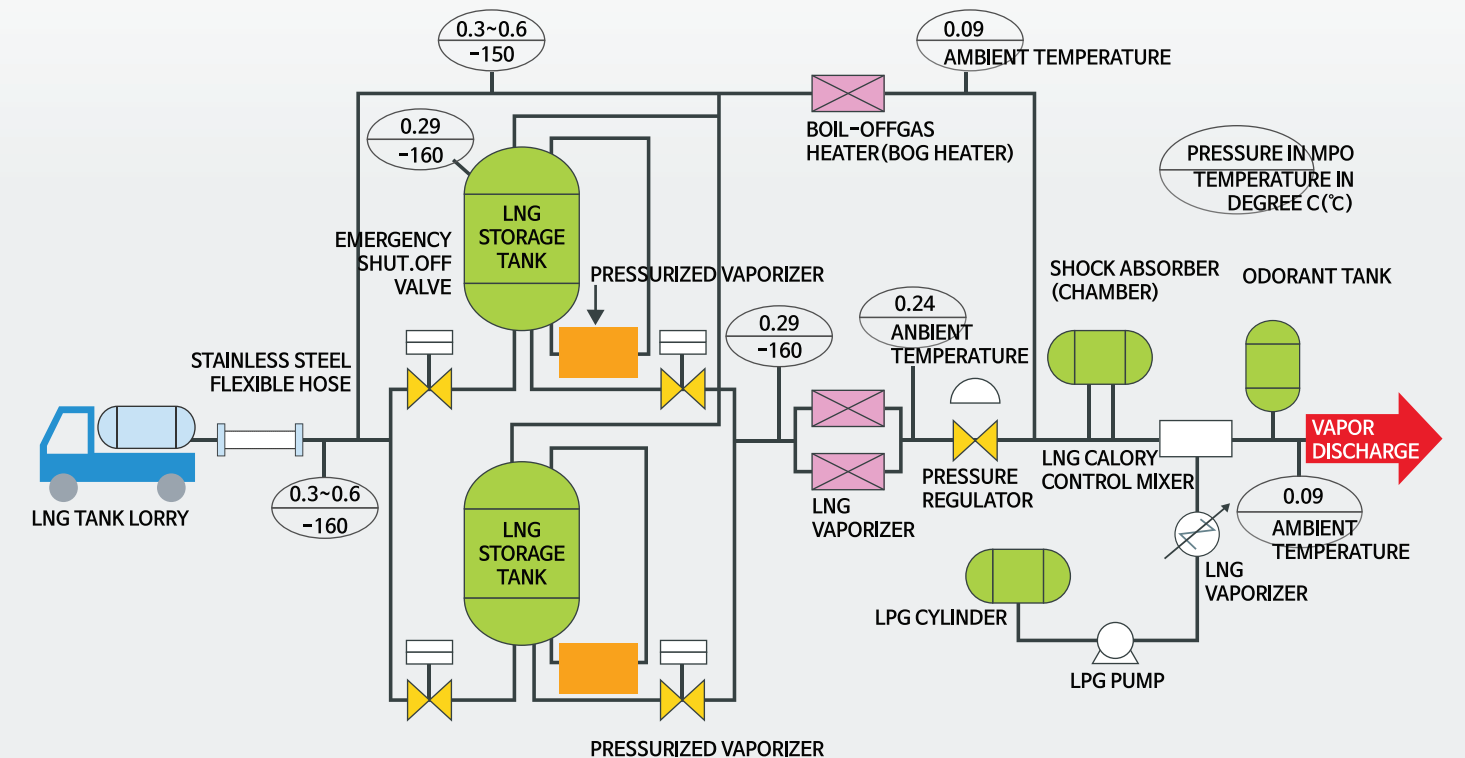 0.3~0.6
-150
0.09
AMBIENT TEMPERATURE
0.29
-160
BOIL-OFFGAS
HEATER(BOG HEATER)
PRESSURE IN MPO
TEMPERATURE IN
DEGREE C(℃)
LNG
STORAGE
TANK
EMERGENCY
SHUT.OFF
VALVE
PRESSURIZED VAPORIZER
SHOCK ABSORBER
(CHAMBER)
ODORANT TANK
0.29
-160
0.24
ANBIENT
TEMPERATURE
STAINLESS STEEL
FLEXIBLE HOSE
VAPOR
DISCHARGE
PRESSURE
REGULATOR
LNG CALORY
CONTROL MIXER
0.3~0.6
-160
LNG TANK LORRY
LNG
VAPORIZER
0.09
AMBIENT
TEMPERATURE
LNG
STORAGE
TANK
LNG
VAPORIZER
LPG CYLINDER
LPG PUMP
PRESSURIZED VAPORIZER